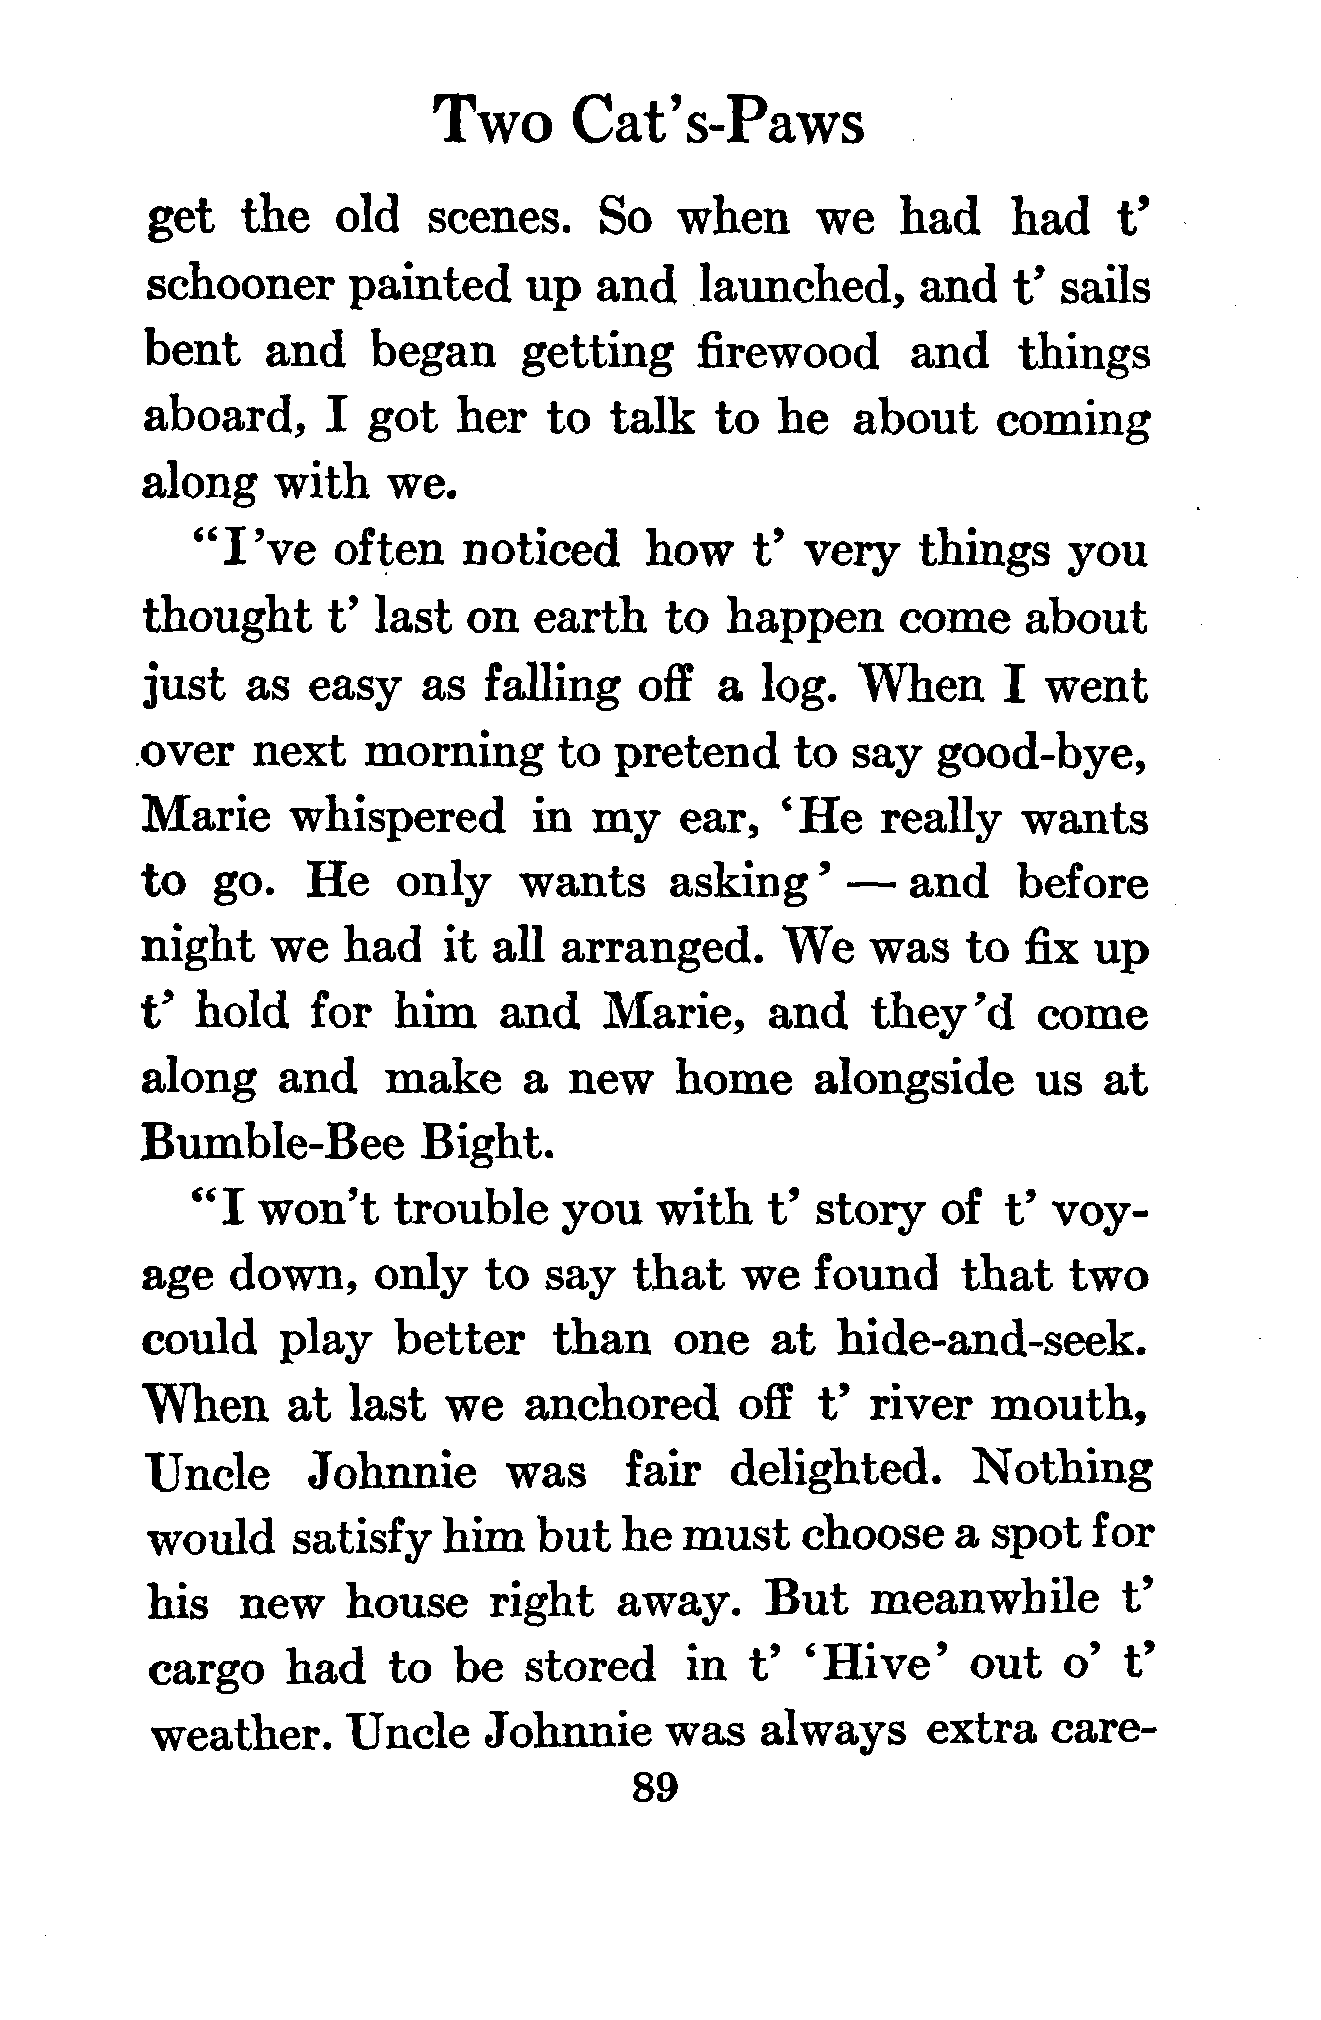 Two Cat's-Paws
get the old scenes. So when we had had t'
schooner painted up and launched, and t' sails
bent and began getting firewood and things
aboard, I got her to talk to he about coming
along with we.
"I've often noticed how t' very things you
thought t' last on earth to happen come about
just as easy as falling off a log. When I went
over next morning to pretend to say good-bye,
Marie whispered in my ear, 'He really wants
to go. He only wants asking' — and before
night we had it all arranged. We was to fix up
t' hold for him and Marie, and they'd come
along and make a new home alongside us at
Bumble-Bee Bight.
"I won't trouble you with t' story of t' voy-
age down, only to say that we found that two
could play better than one at hide-and-seek.
When at last we anchored off t' river mouth,
Uncle Johnnie was fair delighted. Nothing
would satisfy him but he must choose a spot for
his new house right away. But meanwhile t'
cargo had to be stored in t' 'Hive' out o' t'
weather. Uncle Johnnie was always extra care-
89